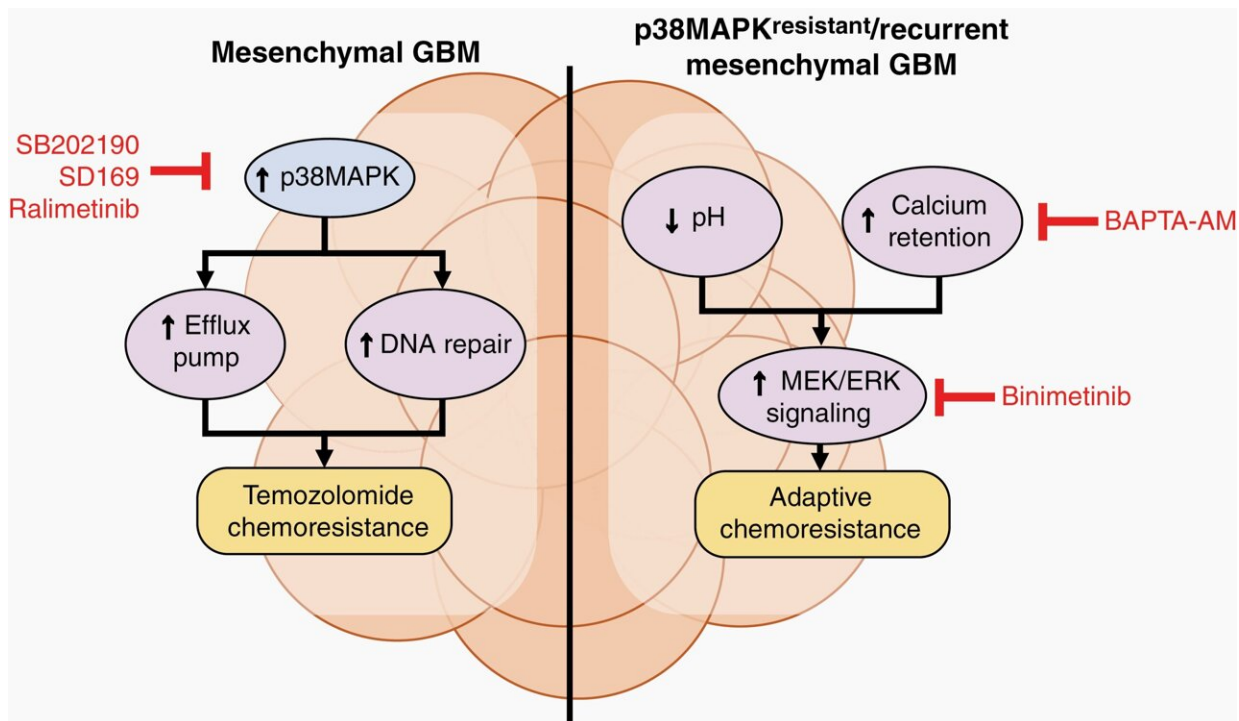 Mesenchymal GBM
SB202190
SD169
Ralimetinib
↑ p38MAPK
↑ Efflux
pump
↑ DNA repair
Temozolomide
chemoresistance
p38MAPKresistant/recurrent
mesenchymal GBM
↓ pH
↑ Calcium
retention
BAPTA-AM
↑ MEK/ERK
signaling
Binimetinib
Adaptive
chemoresistance